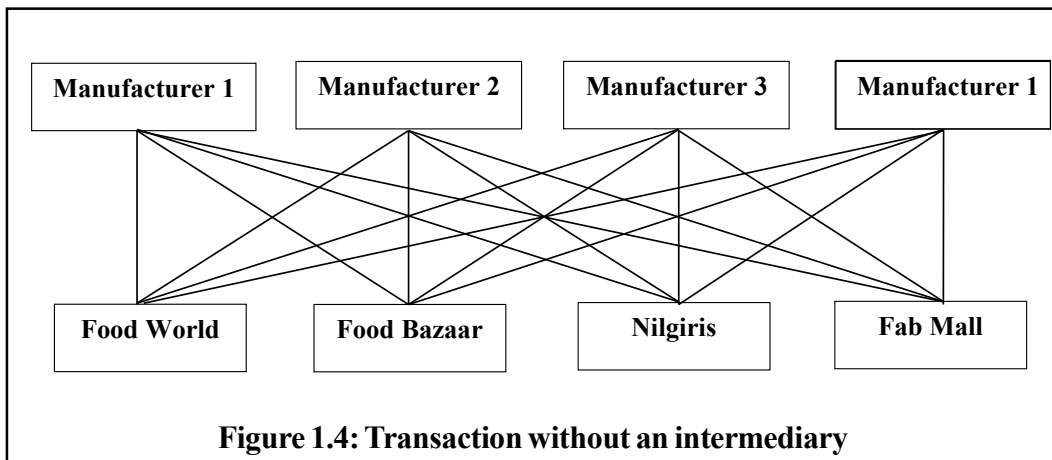 Manufacturer 1
Manufacturer 2
Manufacturer 3
Manufacturer 1
Food World
Food Bazaar
Nilgiris
Fab Mall
Figure 1.4: Transaction without an intermediary